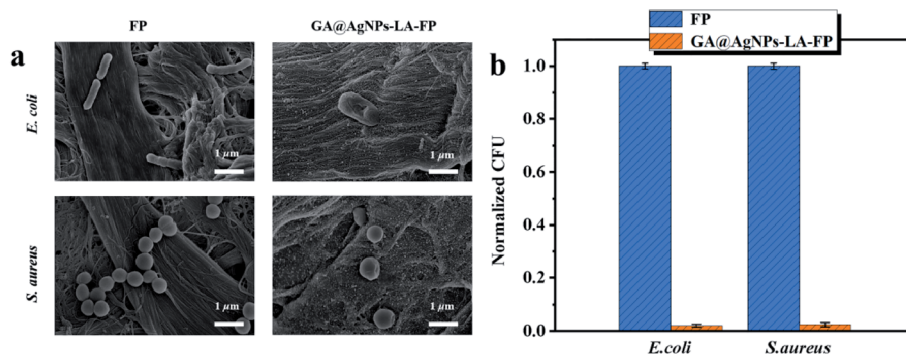 FP
GA@AgNPs-LA-FP
a
E. coli
1 μm
1 μm
S. aureus
1 μm
1 μm
b
FP
GA@AgNPs-LA-FP
Normalized CFU
1.0
0.8
0.6
0.4
0.2
0.0
E.coli
S.aureus